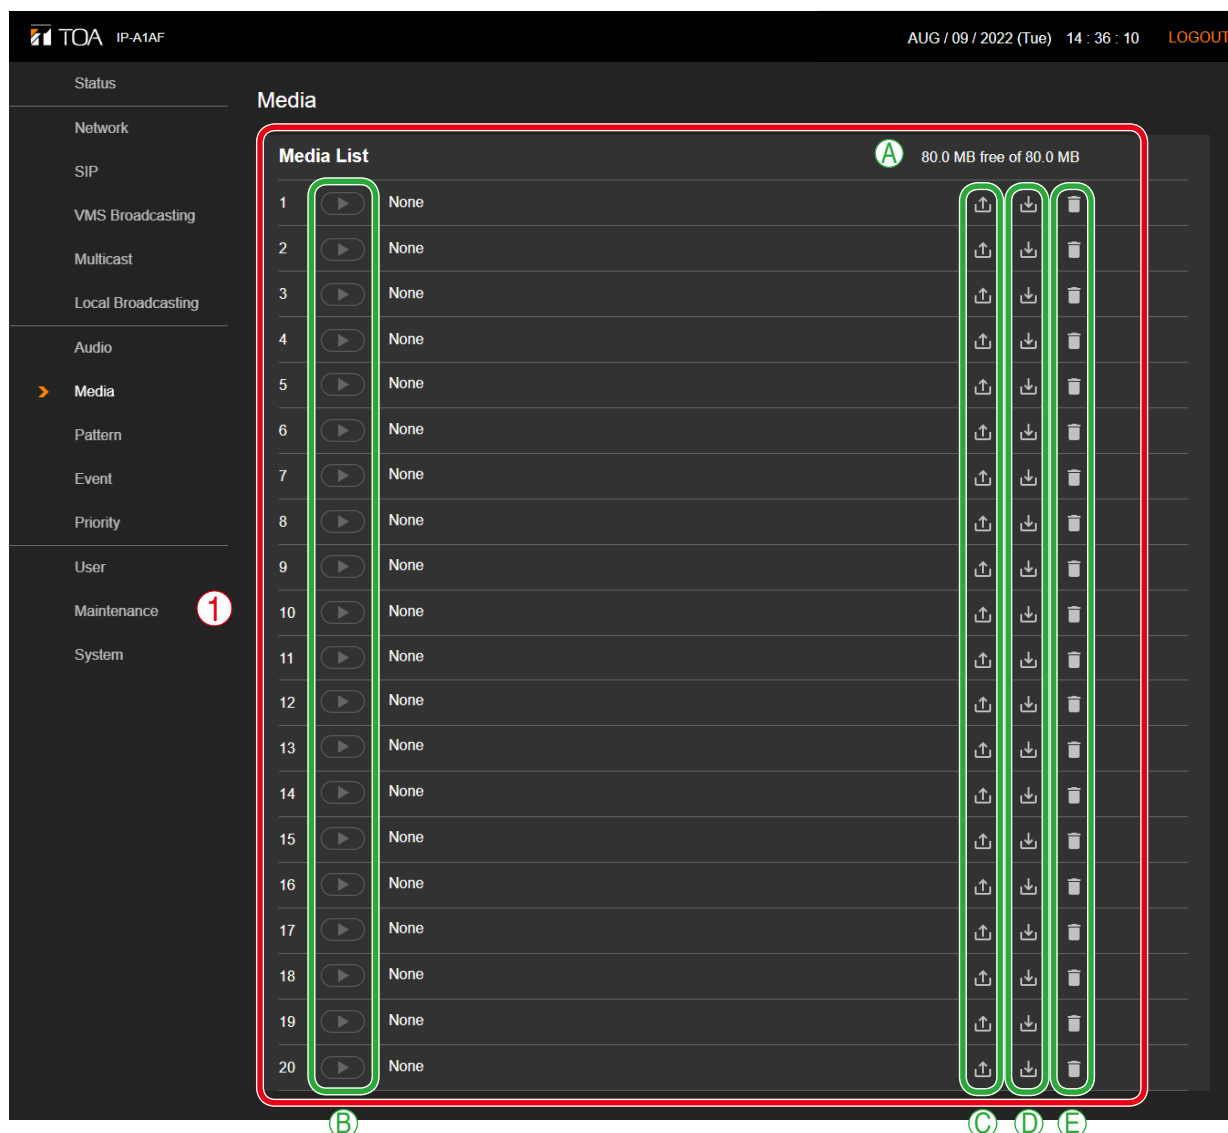 TOA IP-A1AF AUG / 09 / 2022 (Tue) 14 : 36 : 10 LOGOUT
Status
Network
SIP
VMS Broadcasting
Multicast
Local Broadcasting
Audio
Media
Pattern
Event
Priority
User
Maintenance
System
1
Media
Media List A 80.0 MB free of 80.0 MB
1 None
2 None
3 None
4 None
5 None
6 None
7 None
8 None
9 None
10 None
11 None
12 None
13 None
14 None
15 None
16 None
17 None
18 None
19 None
20 None
B C D E